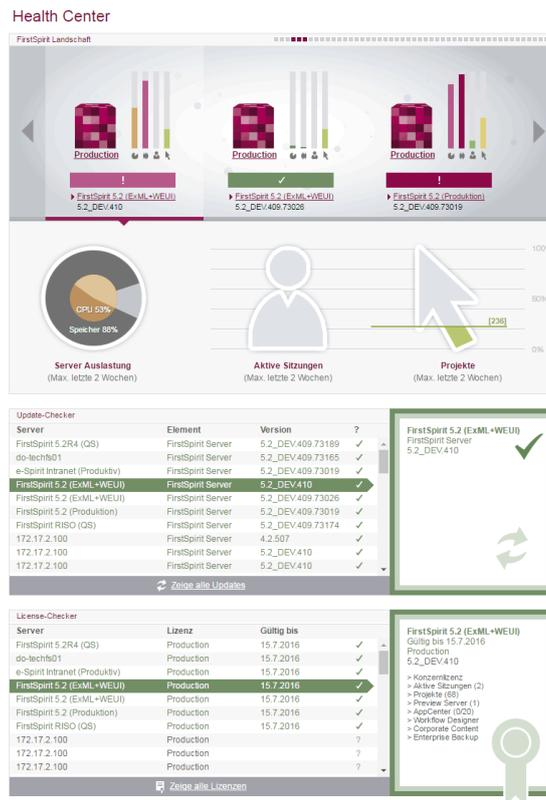 Health Center
FirstSpirit Landschaft
Production
Production
Production
!
✓
!
FirstSpirit 5.2 (ExML+WEUI)
5.2_DEV.410
FirstSpirit 5.2 (ExML+WEUI)
5.2_DEV.409.73026
FirstSpirit 5.2 (Produktion)
5.2_DEV.409.73019
CPU 53%
Speicher 88%
Server Auslastung
(Max. letzte 2 Wochen)
Aktive Sitzungen
(Max. letzte 2 Wochen)
100
50%
[236]
0%
Projekte
(Max. letzte 2 Wochen)
Update-Checker
Server Element Version ?
FirstSpirit 5.2R4 (QS) FirstSpirit Server 5.2_DEV.409.73189 ✓
do-techfs01 FirstSpirit Server 5.2_DEV.409.73165 ✓
e-Spirit Intranet (Produktiv) FirstSpirit Server 5.2_DEV.409.73019 ✓
FirstSpirit 5.2 (ExML+WEUI) FirstSpirit Server 5.2_DEV.410 ✓
FirstSpirit 5.2 (ExML+WEUI) FirstSpirit Server 5.2_DEV.409.73026 ✓
FirstSpirit 5.2 (Produktion) FirstSpirit Server 5.2_DEV.409.73019 ✓
FirstSpirit RISO (QS) FirstSpirit Server 5.2_DEV.409.73174 ✓
172.17.2.100 FirstSpirit Server 4.2.507 ✓
172.17.2.100 FirstSpirit Server 5.2_DEV.410 ✓
172.17.2.100 FirstSpirit Server 5.2_DEV.410 ✓
Zeige alle Updates
FirstSpirit 5.2 (ExML+WEUI)
FirstSpirit Server
5.2_DEV.410
License-Checker
Server Lizenz Gültig bis
FirstSpirit 5.2R4 (QS) Production 15.7.2016 ✓
do-techfs01 Production 15.7.2016 ✓
e-Spirit Intranet (Produktiv) Production 15.7.2016 ✓
FirstSpirit 5.2 (ExML+WEUI) Production 15.7.2016 ✓
FirstSpirit 5.2 (ExML+WEUI) Production 15.7.2016 ✓
FirstSpirit 5.2 (Produktion) Production 15.7.2016 ✓
FirstSpirit RISO (QS) Production 15.7.2016 ✓
172.17.2.100 Production ?
172.17.2.100 Production ?
172.17.2.100 Production ?
Zeige alle Lizenzen
FirstSpirit 5.2 (ExML+WEUI)
Gültig bis 15.7.2016
Production
5.2_DEV.410
> Konzernlizenz
> Aktive Sitzungen (2)
> Projekte (68)
> Preview Server (1)
> AppCenter (0/20)
> Workflow Designer
> Corporate Content
> Enterprise Backup